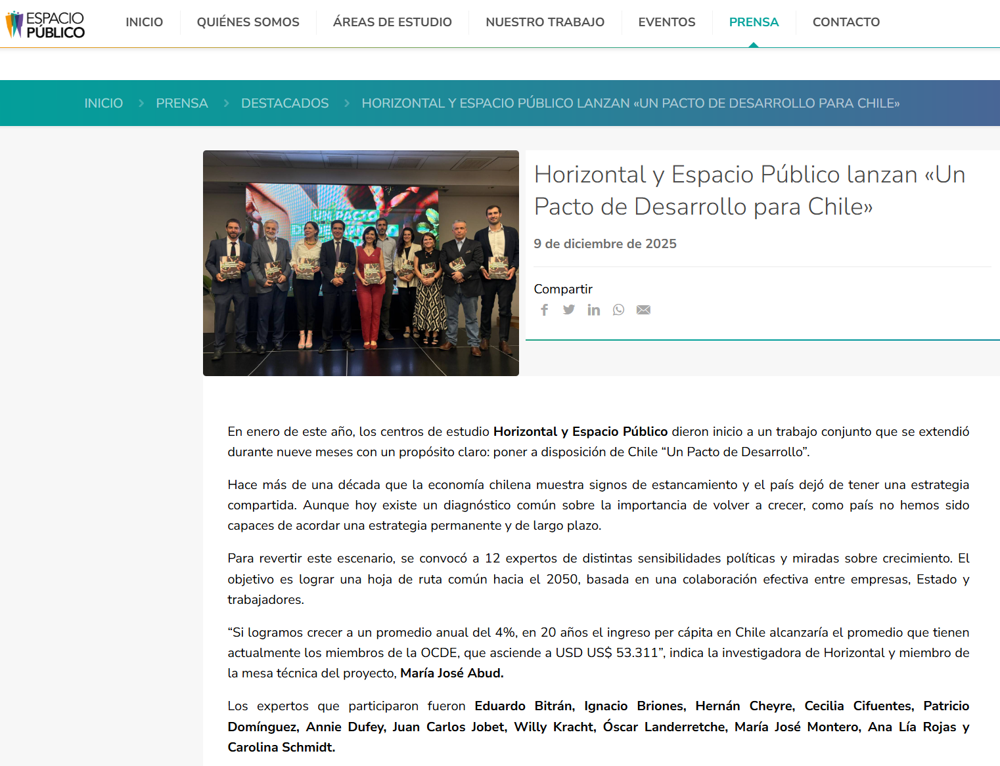 ESPACIO
PÚBLICO
INICIO
QUIÉNES SOMOS
ÁREAS DE ESTUDIO
NUESTRO TRABAJO
EVENTOS
PRENSA
CONTACTO
INICIO > PRENSA > DESTACADOS > HORIZONTAL Y ESPACIO PÚBLICO LANZAN «UN PACTO DE DESARROLLO PARA CHILE»
UN PACTO
Horizontal y Espacio Público lanzan «Un
Pacto de Desarrollo para Chile»
9 de diciembre de 2025
Compartir
En enero de este año, los centros de estudio Horizontal y Espacio Público dieron inicio a un trabajo conjunto que se extendió
durante nueve meses con un propósito claro: poner a disposición de Chile “Un Pacto de Desarrollo”.
Hace más de una década que la economía chilena muestra signos de estancamiento y el país dejó de tener una estrategia
compartida. Aunque hoy existe un diagnóstico común sobre la importancia de volver a crecer, como país no hemos sido
capaces de acordar una estrategia permanente y de largo plazo.
Para revertir este escenario, se convocó a 12 expertos de distintas sensibilidades políticas y miradas sobre crecimiento. El
objetivo es lograr una hoja de ruta común hacia el 2050, basada en una colaboración efectiva entre empresas, Estado y
trabajadores.
“Si logramos crecer a un promedio anual del 4%, en 20 años el ingreso per cápita en Chile alcanzaría el promedio que tienen
actualmente los miembros de la OCDE, que asciende a USD US$ 53.311”, indica la investigadora de Horizontal y miembro de
la mesa técnica del proyecto, María José Abud.
Los expertos que participaron fueron Eduardo Bitrán, Ignacio Briones, Hernán Cheyre, Cecilia Cifuentes, Patricio
Domínguez, Annie Dufey, Juan Carlos Jobet, Willy Kracht, Óscar Landerretche, María José Montero, Ana Lía Rojas y
Carolina Schmidt.